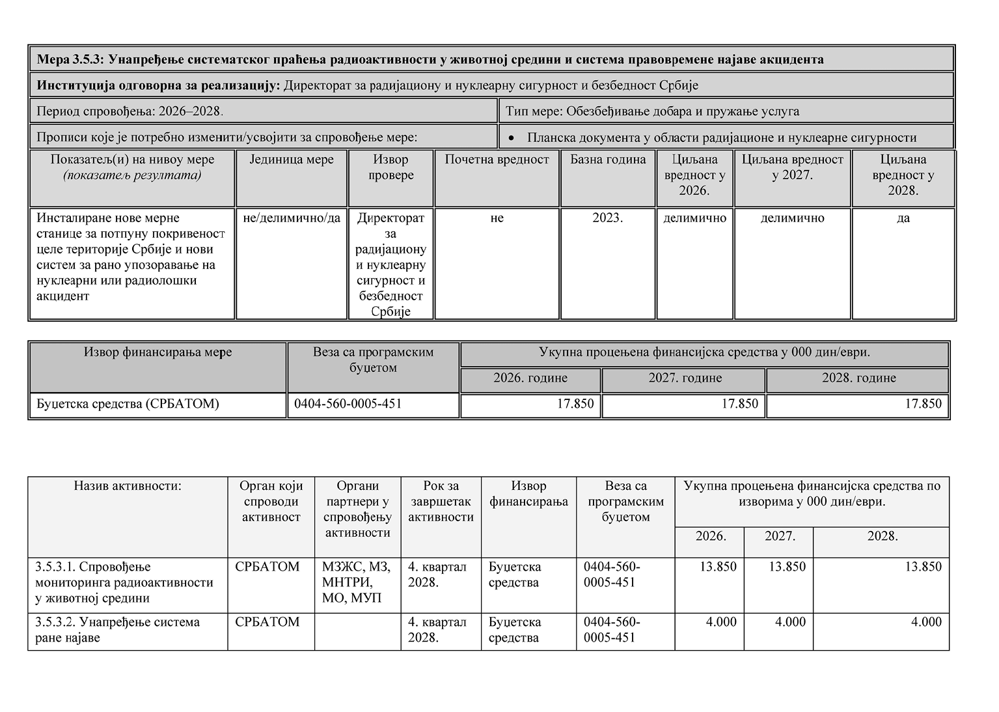 Мера 3.5.3: Унапређење систематског праћења радиоактивности у животној средини и система правовремене најаве акцидента
Институција одговорна за реализацију: Директорат за радијациону и нуклеарну сигурност и безбедност Србије
Период спровођења: 2026–2028.
Тип мере: Обезбеђивање добара и пружање услуга
Прописи које је потребно изменити/усвојити за спровођење мере:
• Планска документа у области радијационе и нуклеарне сигурности
Показатељ(и) на нивоу мере
(показатељ резултата)
Јединица мере
Извор
провере
Почетна вредност
Базна година
Циљана
вредност у
2026.
Циљана вредност
у 2027.
Циљана
вредност у
2028.
Инсталиране нове мерне
станице за потпуну покривеност
целе територије Србије и нови
систем за рано упозоравање на
нуклеарни или радиолошки
акцидент
не/делимично/да
Директорат
за
радијациону
и нуклеарну
сигурност и
безбедност
Србије
не
2023.
делимично
делимично
да
Извор финансирања мере
Веза са програмским
буџетом
Укупна процењена финансијска средства у 000 дин/еври.
2026. године
2027. године
2028. године
Буџетска средства (СРБАТОМ)
0404-560-0005-451
17.850
17.850
17.850
Назив активности:
Орган који
спроводи
активност
Органи
партнери у
спровођењу
активности
Рок за
завршетак
активности
Извор
финансирања
Веза са
програмским
буџетом
Укупна процењена финансијска средства по
изворима у 000 дин/еври.
2026.
2027.
2028.
3.5.3.1. Спровођење
мониторинга радиоактивности
у животној средини
СРБАТОМ
МЗЖС, МЗ,
МНТРИ,
МО, МУП
4. квартал
2028.
Буџетска
средства
0404-560-
0005-451
13.850
13.850
13.850
3.5.3.2. Унапређење система
ране најаве
СРБАТОМ
4. квартал
2028.
Буџетска
средства
0404-560-
0005-451
4.000
4.000
4.000